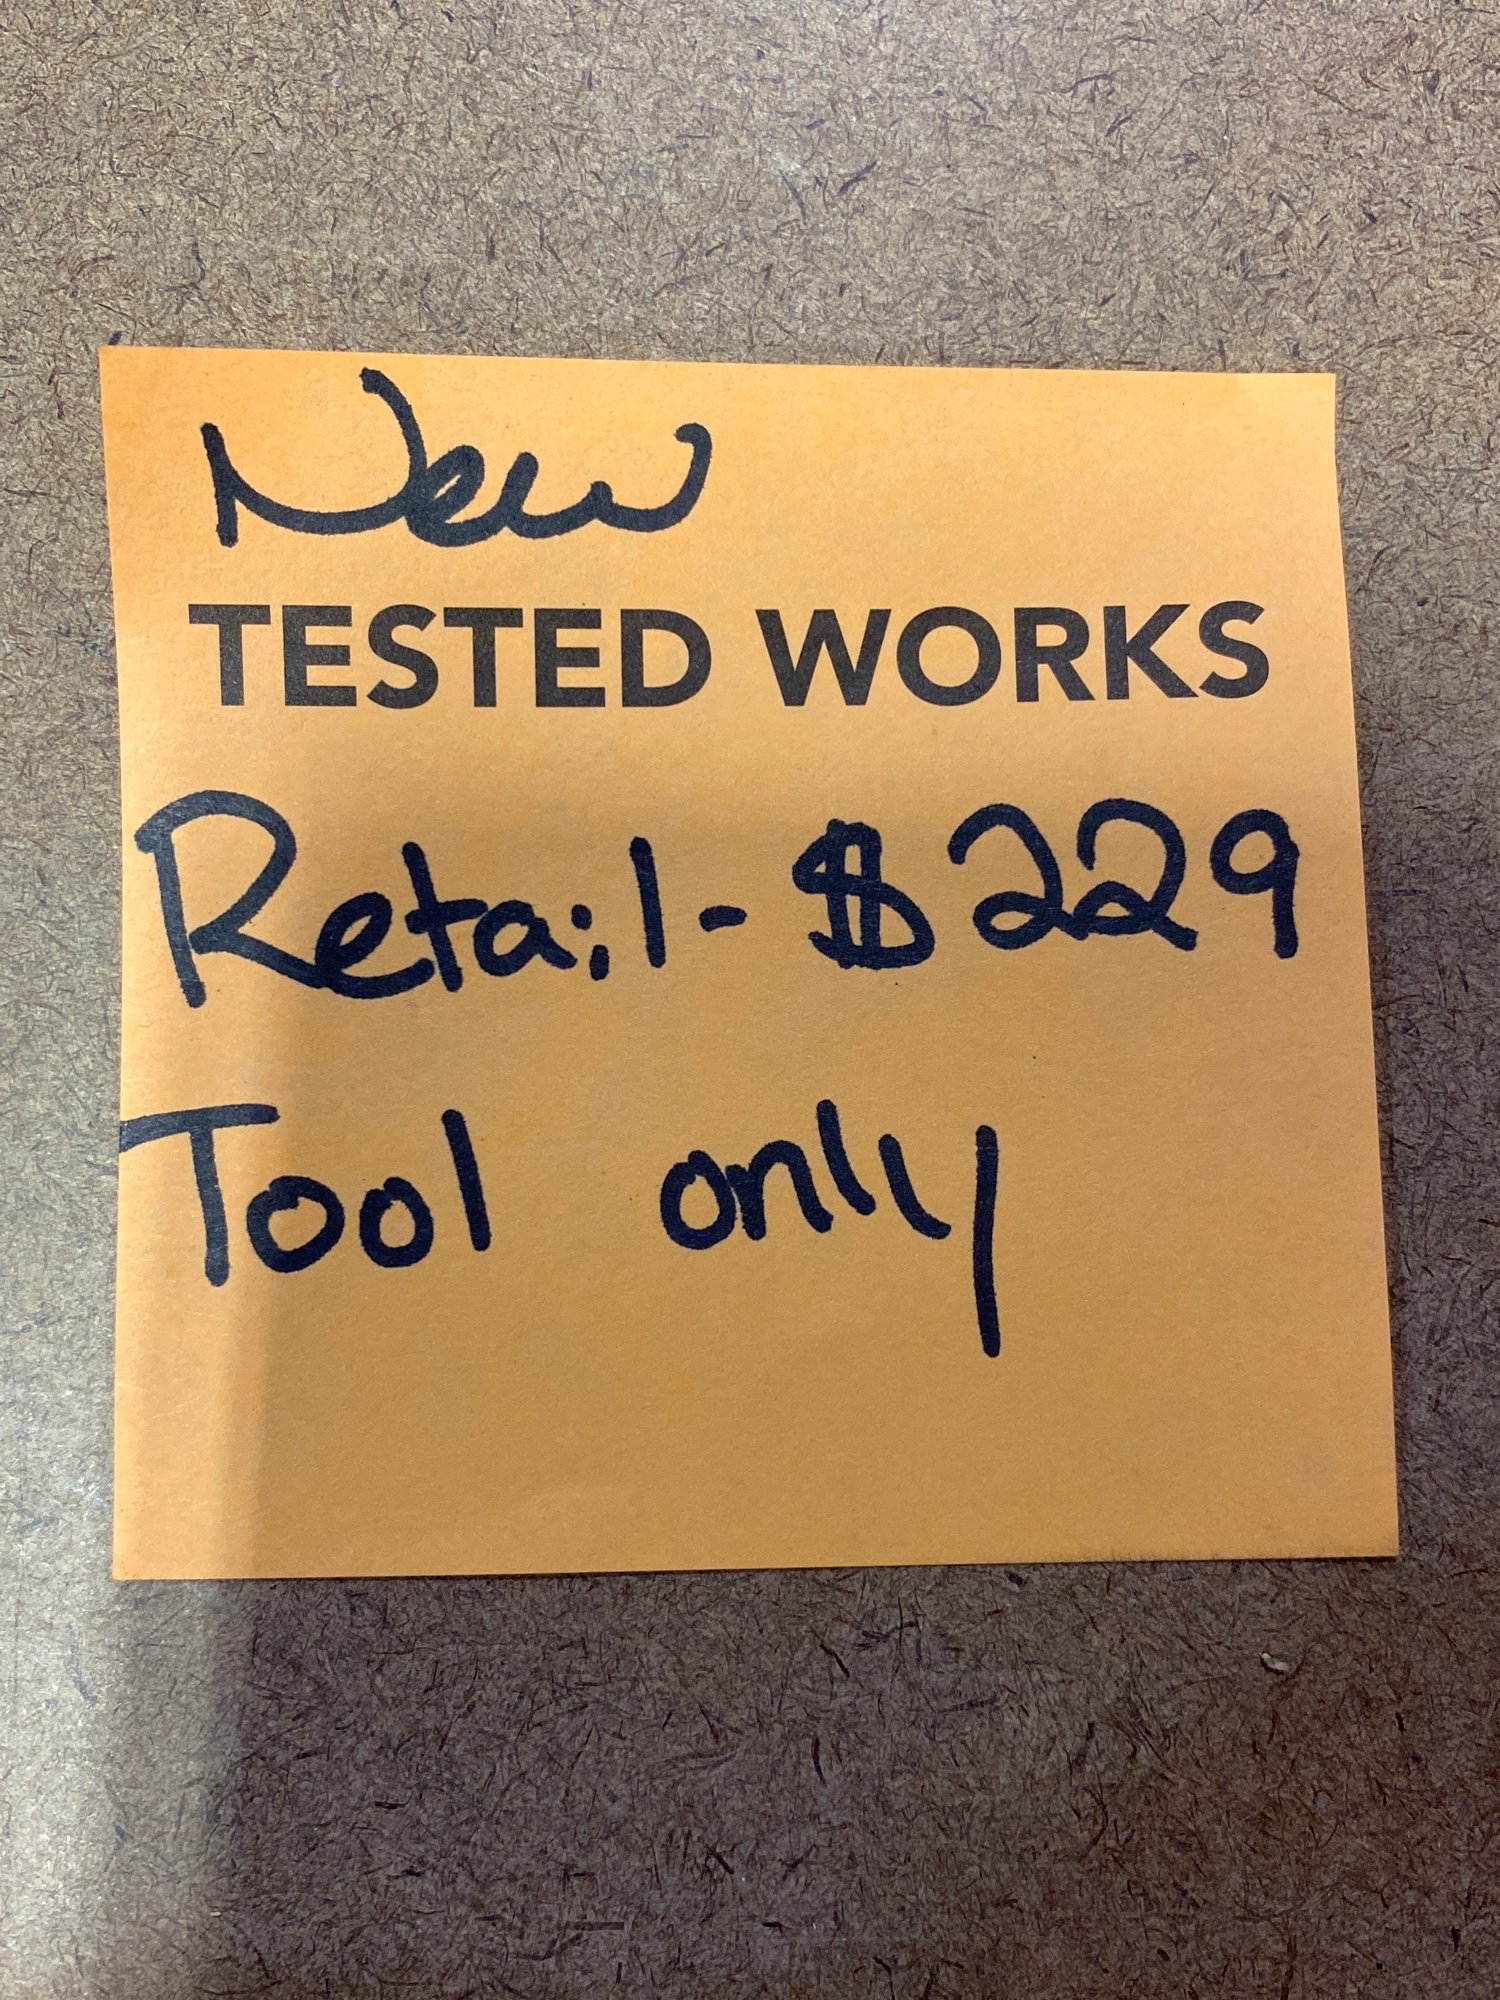 New
TESTED WORKS
Retail - $229
Tool only